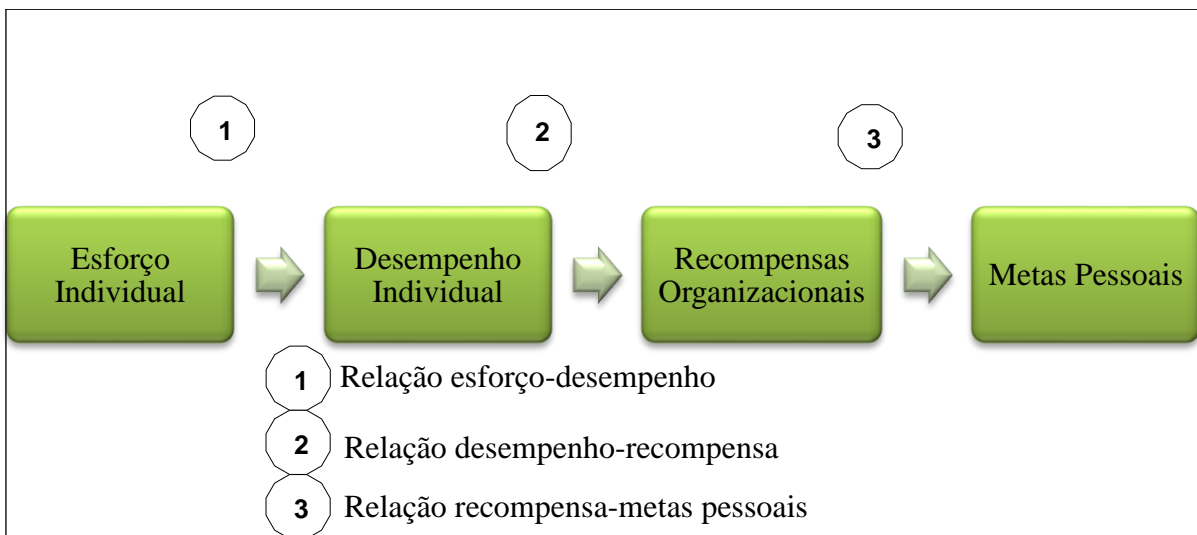 1
2
3
Esforço
Individual
Desempenho
Individual
Recompensas
Organizacionais
Metas Pessoais
1 Relação esforço-desempenho
2 Relação desempenho-recompensa
3 Relação recompensa-metas pessoais